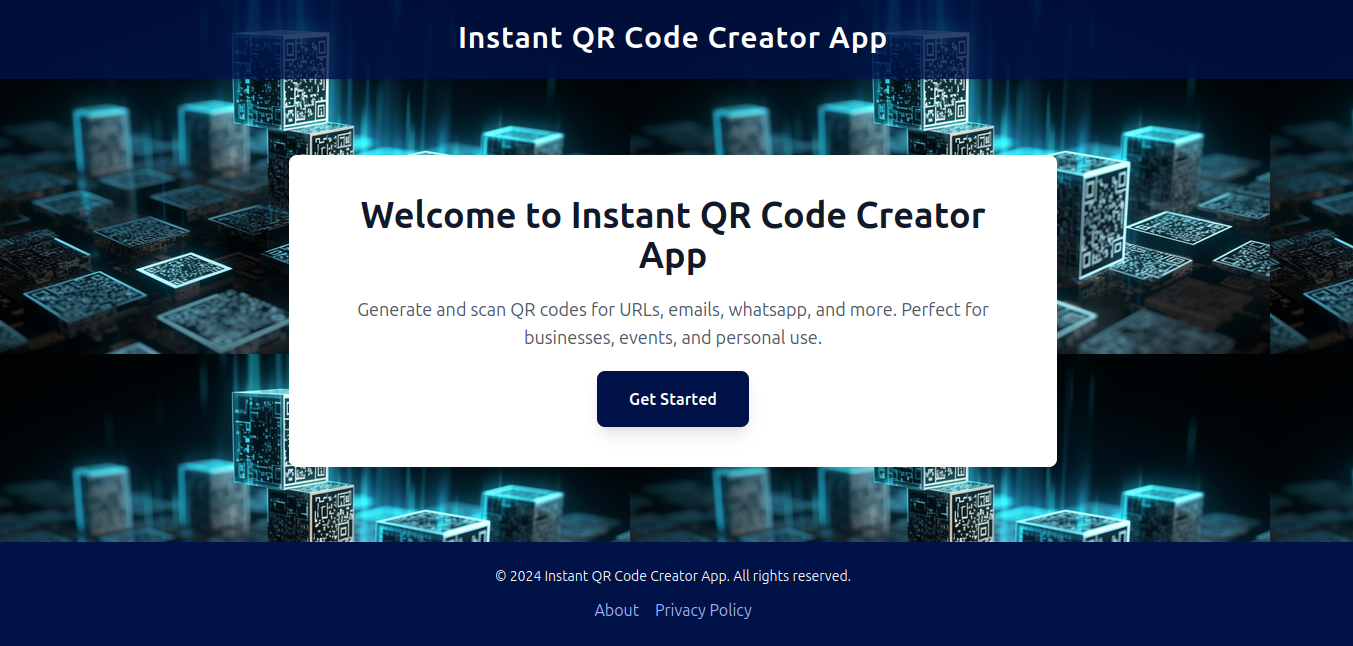 Instant QR Code Creator App
Welcome to Instant QR Code Creator
App
Generate and scan QR codes for URLs, emails, whatsapp, and more. Perfect for
businesses, events, and personal use.
Get Started
© 2024 Instant QR Code Creator App. All rights reserved.
About Privacy Policy